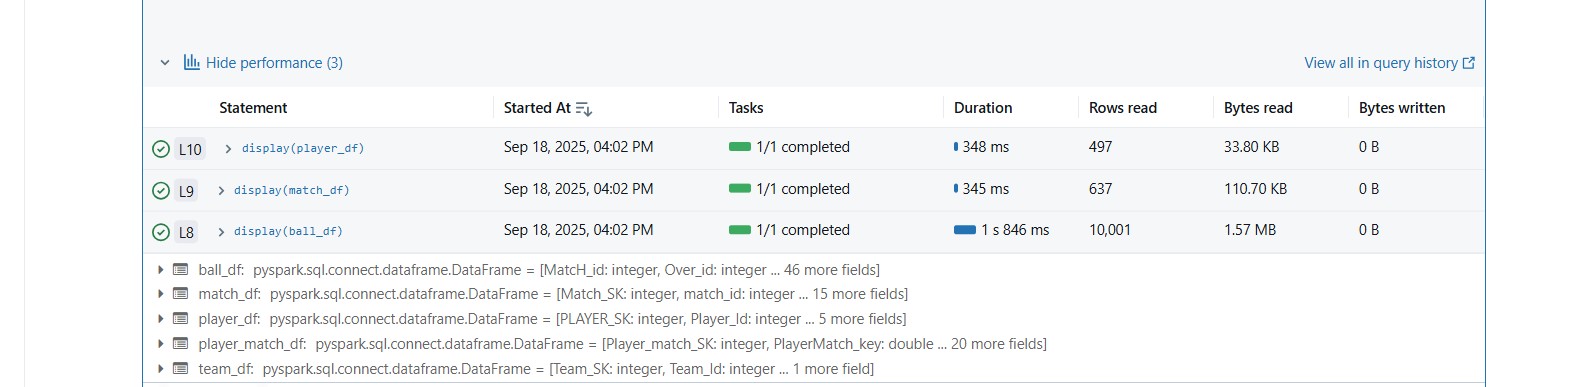 Hide performance (3) View all in query history
Statement Started At Tasks Duration Rows read Bytes read Bytes written
L10 display(player_df) Sep 18, 2025, 04:02 PM 1/1 completed 348 ms 497 33.80 KB 0 B
L9 display(match_df) Sep 18, 2025, 04:02 PM 1/1 completed 345 ms 637 110.70 KB 0 B
L8 display(ball_df) Sep 18, 2025, 04:02 PM 1/1 completed 1 s 846 ms 10,001 1.57 MB 0 B
ball_df: pyspark.sql.connect.dataframe.DataFrame = [MatcH_id: integer, Over_id: integer ... 46 more fields]
match_df: pyspark.sql.connect.dataframe.DataFrame = [Match_SK: integer, match_id: integer ... 15 more fields]
player_df: pyspark.sql.connect.dataframe.DataFrame = [PLAYER_SK: integer, Player_Id: integer ... 5 more fields]
player_match_df: pyspark.sql.connect.dataframe.DataFrame = [Player_match_SK: integer, PlayerMatch_key: double ... 20 more fields]
team_df: pyspark.sql.connect.dataframe.DataFrame = [Team_SK: integer, Team_Id: integer ... 1 more field]